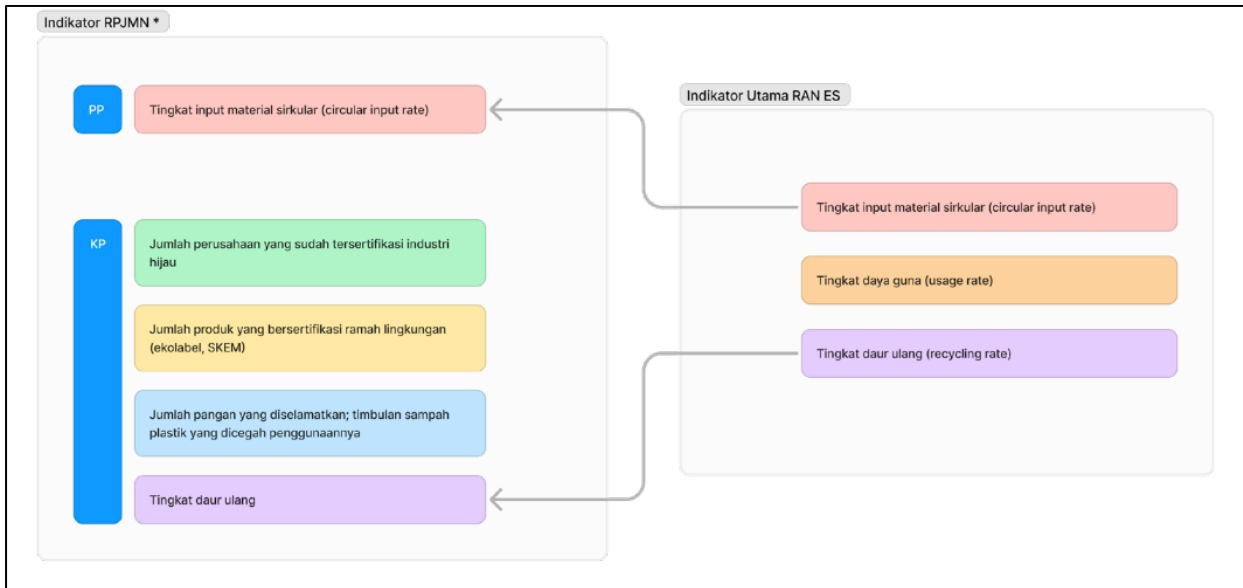 Indikator RPJMN *
PP
Tingkat input material sirkular (circular input rate)
KP
Jumlah perusahaan yang sudah tersertifikasi industri
hijau
Jumlah produk yang bersertifikasi ramah lingkungan
(ekolabel, SKEM)
Jumlah pangan yang diselamatkan; timbulan sampah
plastik yang dicegah penggunaannya
Tingkat daur ulang
Indikator Utama RAN ES
Tingkat input material sirkular (circular input rate)
Tingkat daya guna (usage rate)
Tingkat daur ulang (recycling rate)